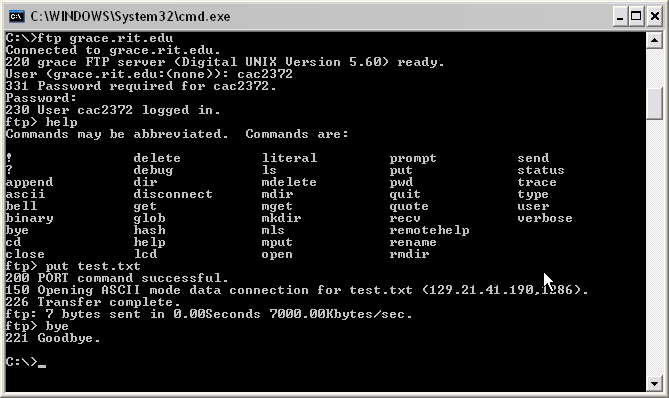 C:\WINDOWS\System32\cmd.exe
C:\>ftp grace.rit.edu
Connected to grace.rit.edu.
220 grace FTP server (Digital UNIX Version 5.60) ready.
User (grace.rit.edu:(none)): cac2372
331 Password required for cac2372.
Password:
230 User cac2372 logged in.
ftp> help
Commands may be abbreviated.  Commands are:
!               delete          literal         prompt          send
?               debug           ls              put             status
append          dir             mdelete         pwd             trace
ascii           disconnect      mdir            quit            type
bell            get             mget            quote           user
binary          glob            mkdir           recv            verbose
bye             hash            mls             remotehelp
cd              help            mput            rename
close           lcd             open            rmdir
ftp> put test.txt
200 PORT command successful.
150 Opening ASCII mode data connection for test.txt (129.21.41.190,1286).
226 Transfer complete.
ftp: 7 bytes sent in 0.00Seconds 7000.00Kbytes/sec.
ftp> bye
221 Goodbye.
C:\>_